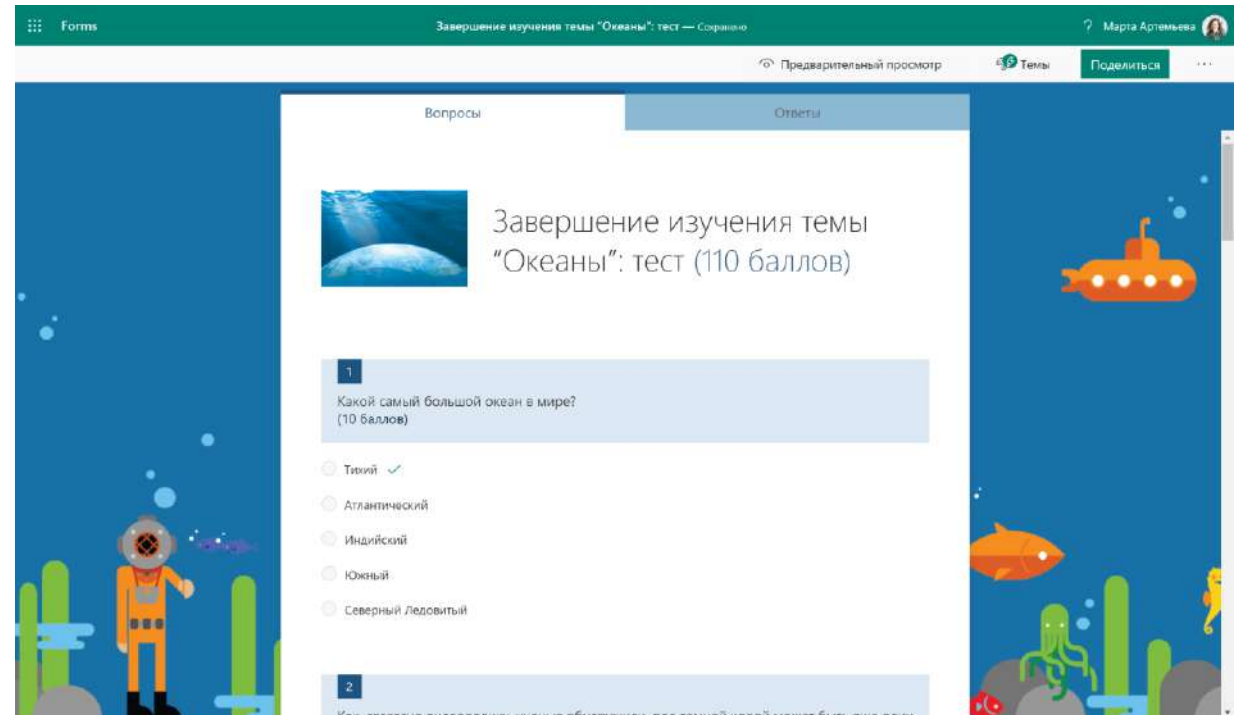 Forms
Завершение изучения темы "Океаны": тест — Сохранено
? Марта Артемьева
Предварительный просмотр
Темы
Поделиться
...
Вопросы
Ответы
Завершение изучения темы
"Океаны": тест (110 баллов)
1
Какой самый большой океан в мире?
(10 баллов)
Тихий
Атлантический
Индийский
Южный
Северный Ледовитый
2